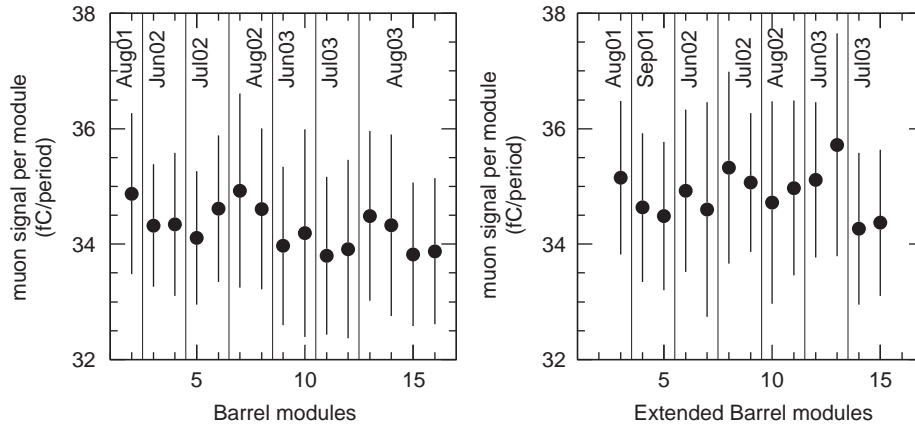 38
36
34
32
muon signal per module
(fC/period)
Aug01
Jun02
Jul02
Aug02
Jun03
Jul03
Aug03
5
10
15
Barrel modules
38
36
34
32
muon signal per module
(fC/period)
Aug01
Sep01
Jun02
Jul02
Aug02
Jun03
Jul03
5
10
15
Extended Barrel modules